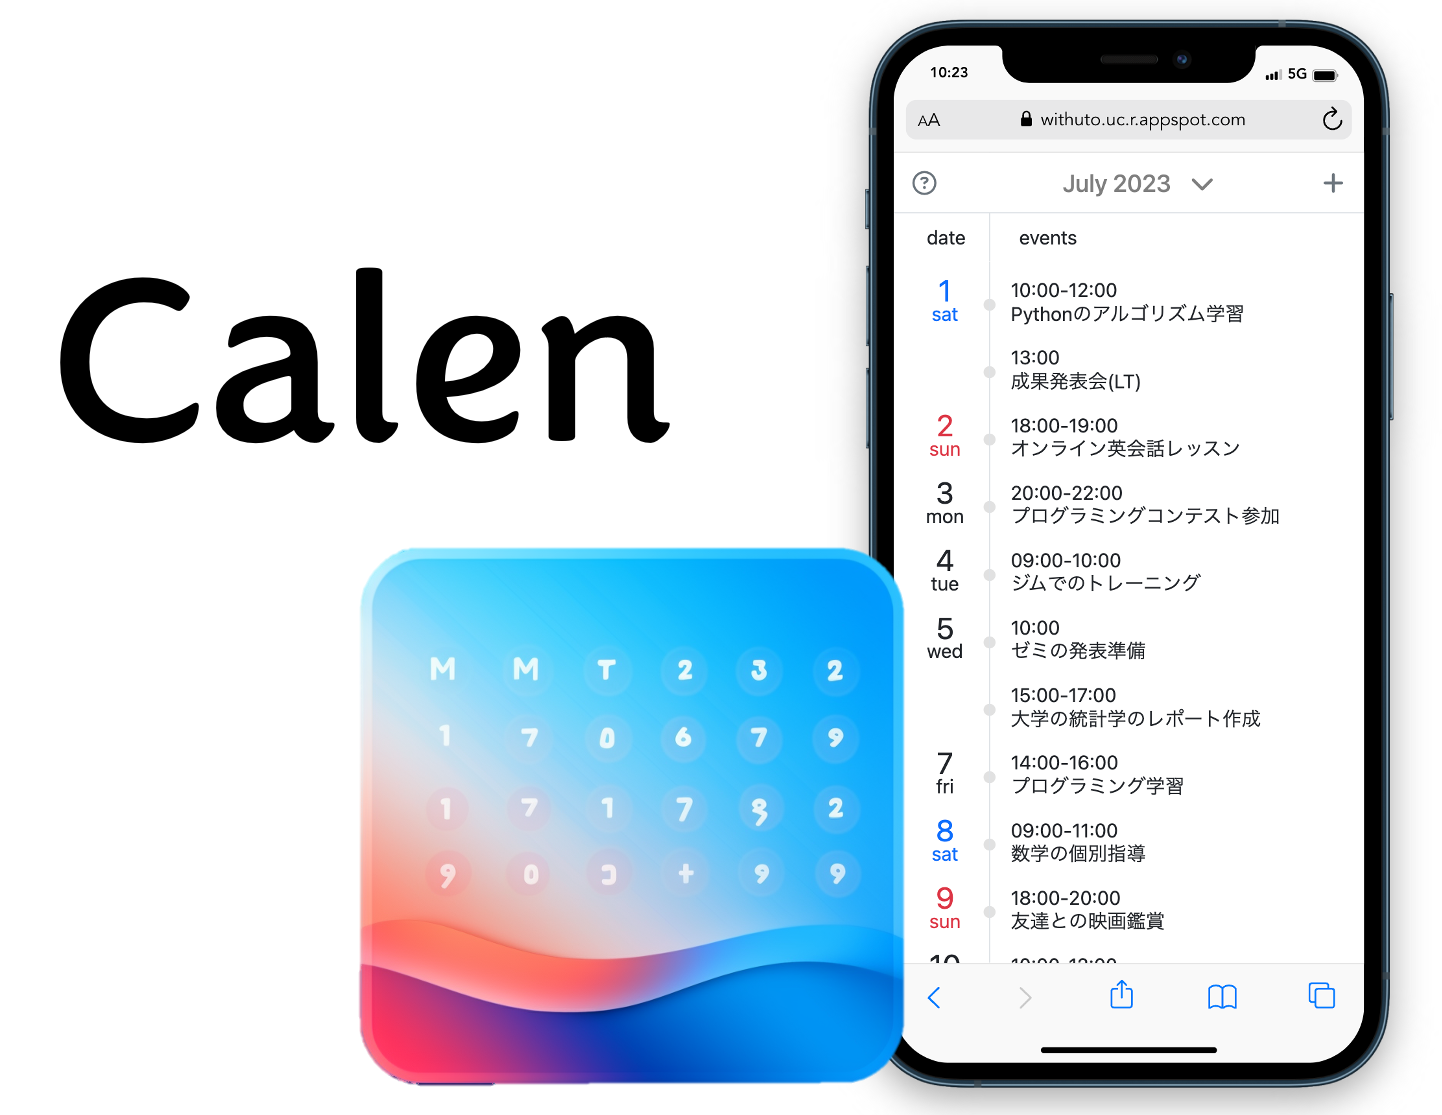 Calen
M M T 2 3 2
1 7 0 6 7 9
1 7 1 7 2
9 0 + 9 9
10:23
5G
AA withuto.uc.r.appspot.com
? July 2023 +
date events
1 10:00-12:00
sat Pythonのアルゴリズム学習
13:00
成果発表会(LT)
2 18:00-19:00
sun オンライン英会話レッスン
3 20:00-22:00
mon プログラミングコンテスト参加
4 09:00-10:00
tue ジムでのトレーニング
5 10:00
wed ゼミの発表準備
15:00-17:00
大学の統計学のレポート作成
7 14:00-16:00
fri プログラミング学習
8 09:00-11:00
sat 数学の個別指導
9 18:00-20:00
sun 友達との映画鑑賞
10